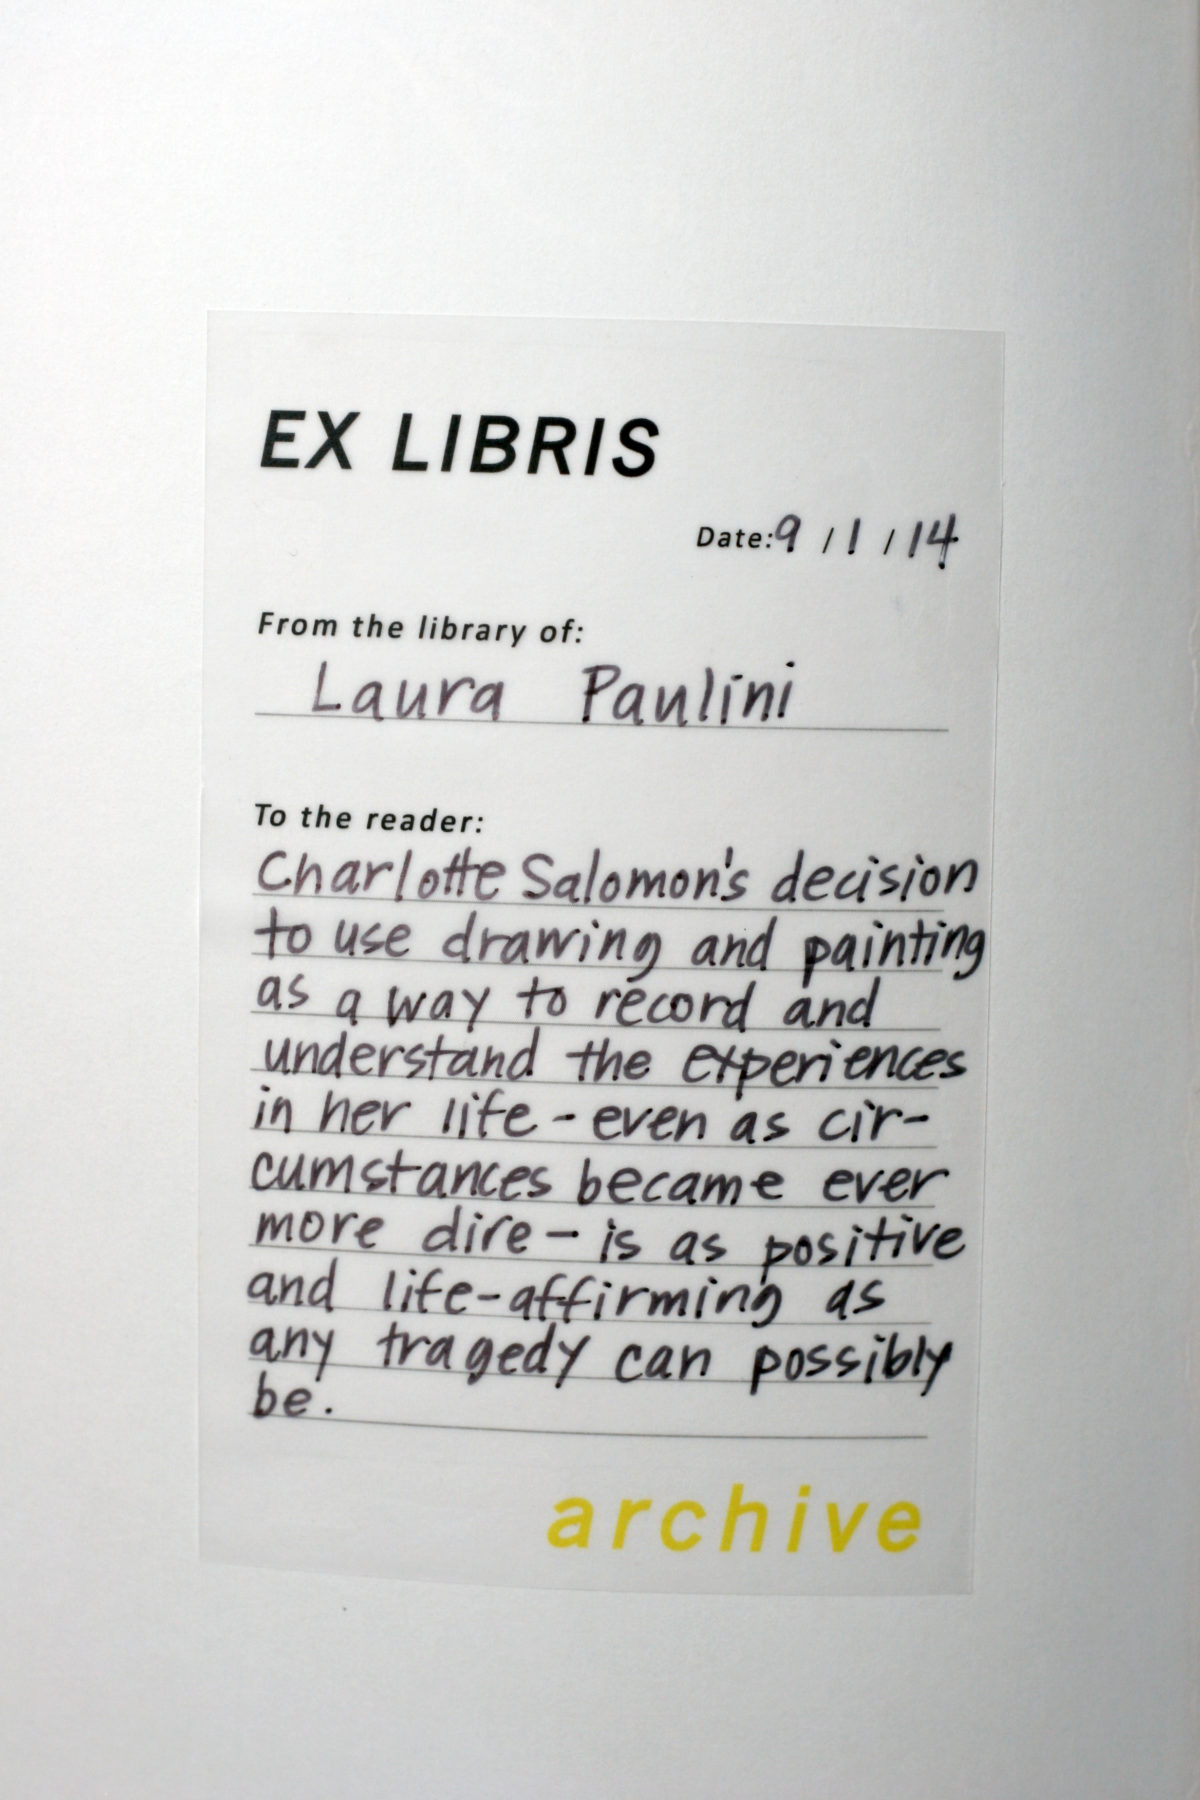 EX LIBRIS
Date: 9 / 1 / 14
From the library of:
Laura Paulini
To the reader:
Charlotte Salomon's decision
to use drawing and painting
as a way to record and
understand the experiences
in her life - even as cir-
cumstances became ever
more dire - is as positive
and life-affirming as
any tragedy can possibly
be.
archive